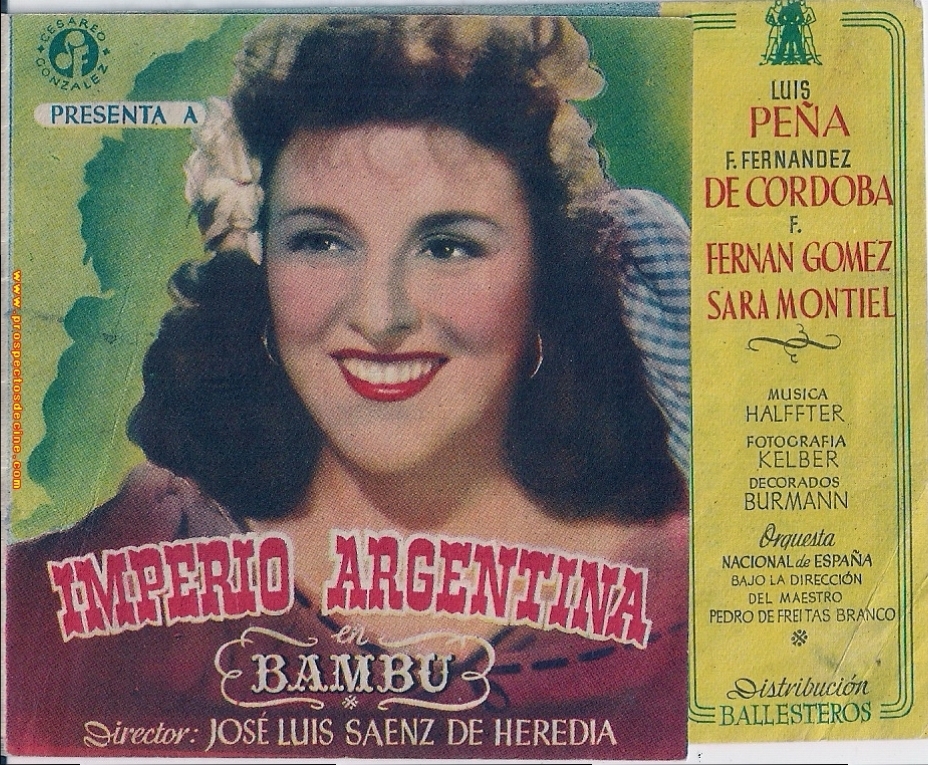 CESAREO
GONZALEZ
PRESENTA A
IMPERIO ARGENTINA
en
BAMBU
Director: JOSÉ LUIS SAENZ DE HEREDIA
LUIS
PEÑA
F. FERNANDEZ
DE CORDOBA
F.
FERNAN GOMEZ
SARA MONTIEL
MUSICA
HALFFTER
FOTOGRAFIA
KELBER
DECORADOS
BURMANN
Orquesta
NACIONAL de ESPAÑA
BAJO LA DIRECCIÓN
DEL MAESTRO
PEDRO DE FREITAS BRANCO
Distribución
BALLESTEROS
www.prospectosdecine.com